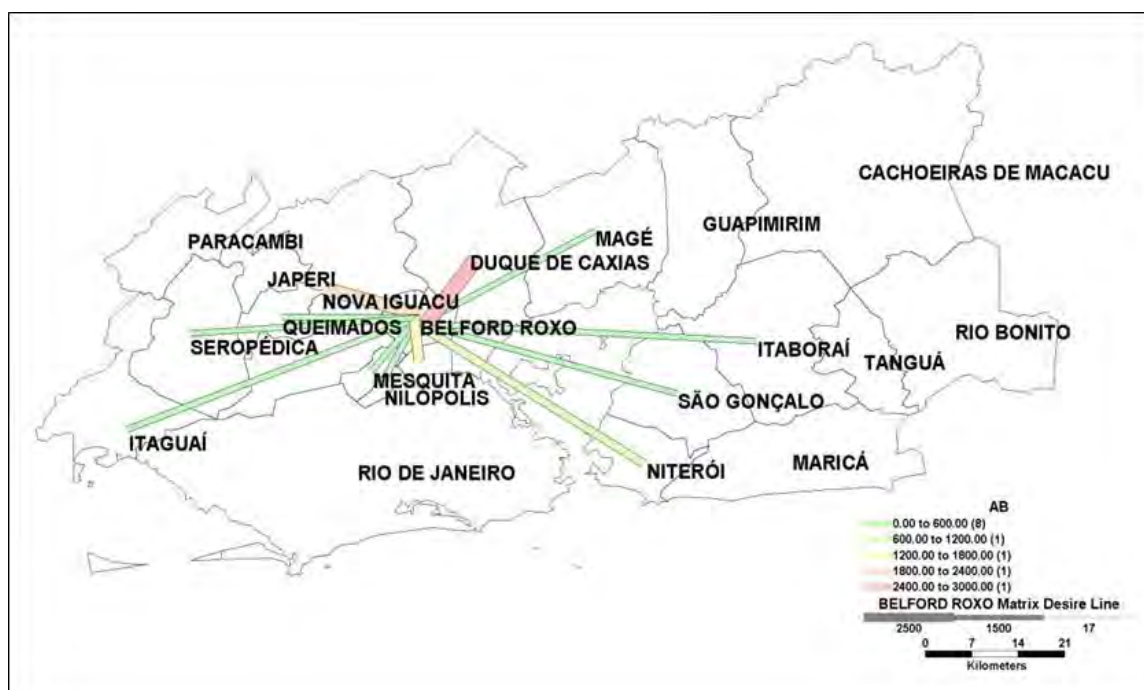 CACHOEIRAS DE MACACU
GUAPIMIRIM
MAGÉ
PARACAMBI
DUQUE DE CAXIAS
JAPERI
NOVA IGUACU
QUEIMADOS
BELFORD ROXO
RIO BONITO
SEROPÉDICA
ITABORAÍ
TANGUÁ
MESQUITA
NILOPOLIS
SÃO GONÇALO
ITAGUAÍ
RIO DE JANEIRO
NITERÓI
MARICÁ
AB
0.00 to 600.00 (8)
600.00 to 1200.00 (1)
1200.00 to 1800.00 (1)
1800.00 to 2400.00 (1)
2400.00 to 3000.00 (1)
BELFORD ROXO Matrix Desire Line
2500 1500 17
0 7 14 21
Kilometers